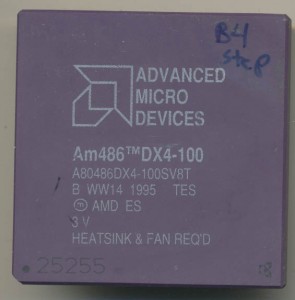 B4
step
ADVANCED
MICRO
DEVICES
Am486™DX4-100
A80486DX4-100SV8T
B WW14 1995 TES
ⓜ AMD ES
3 V
HEATSINK & FAN REQ'D
25255